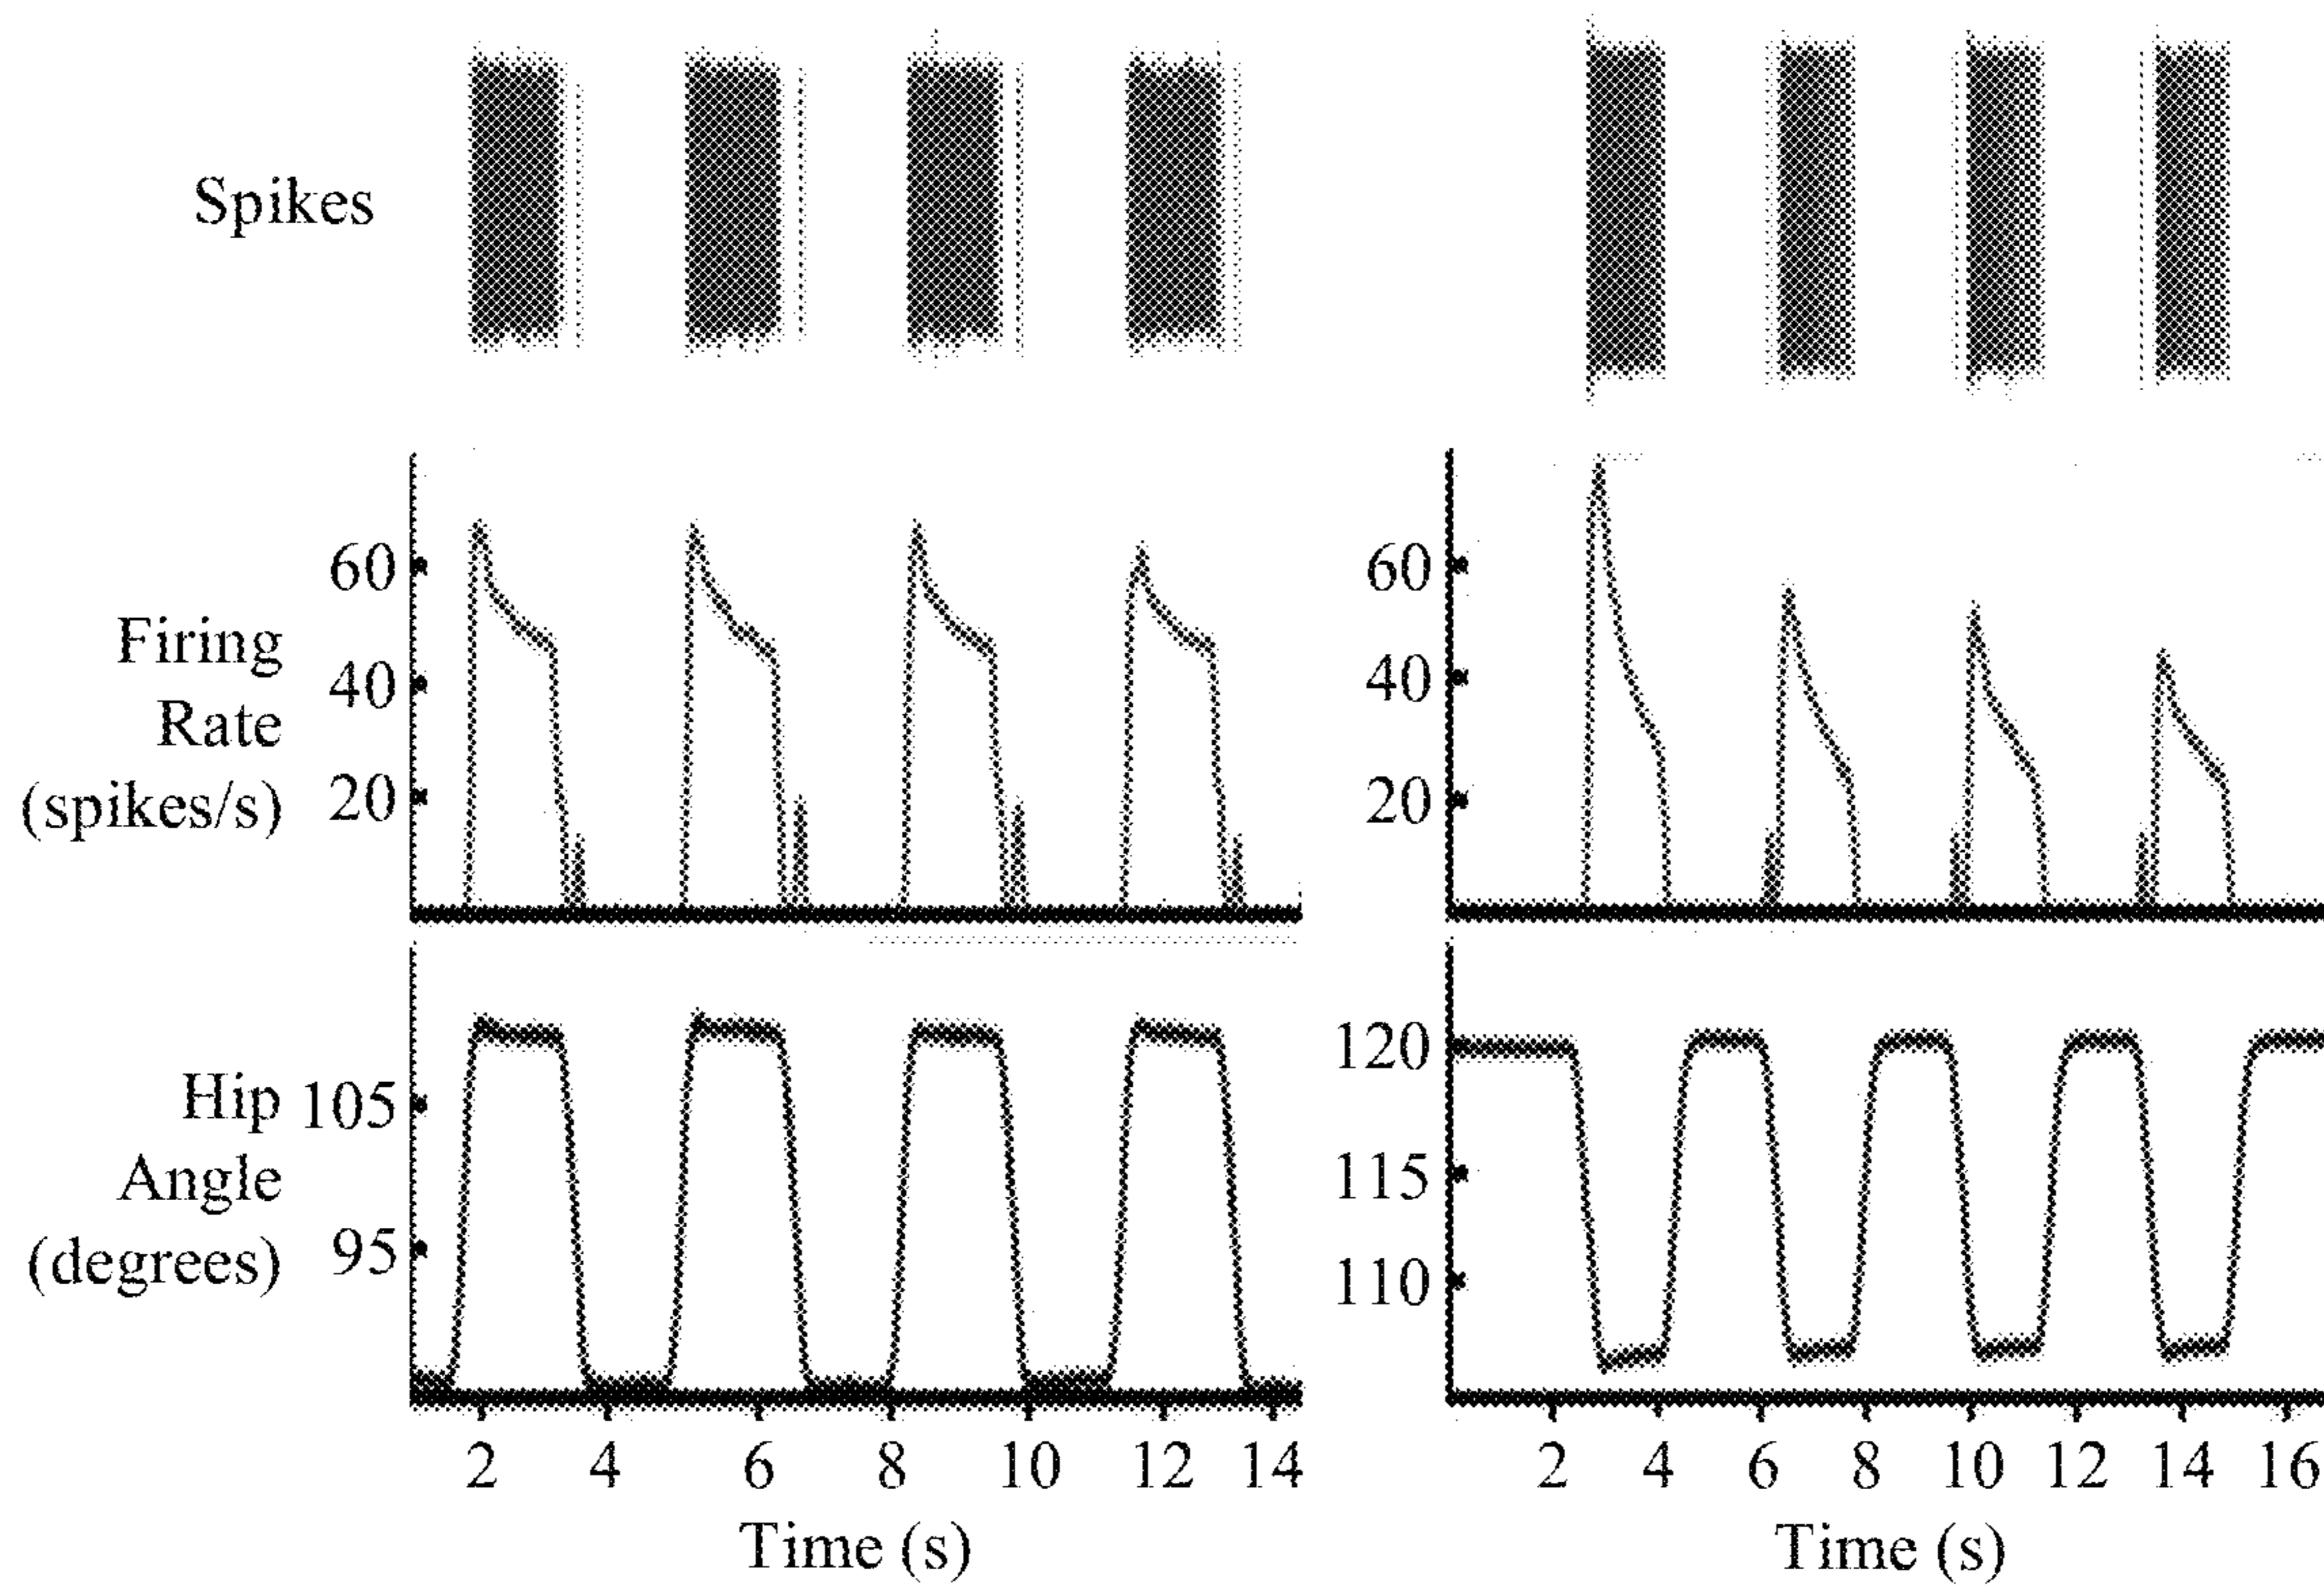 Spikes
Firing
Rate
(spikes/s)
60
40
20
60
40
20
Hip
Angle
(degrees)
105
95
120
115
110
2 4 6 8 10 12 14
Time (s)
2 4 6 8 10 12 14 16
Time (s)